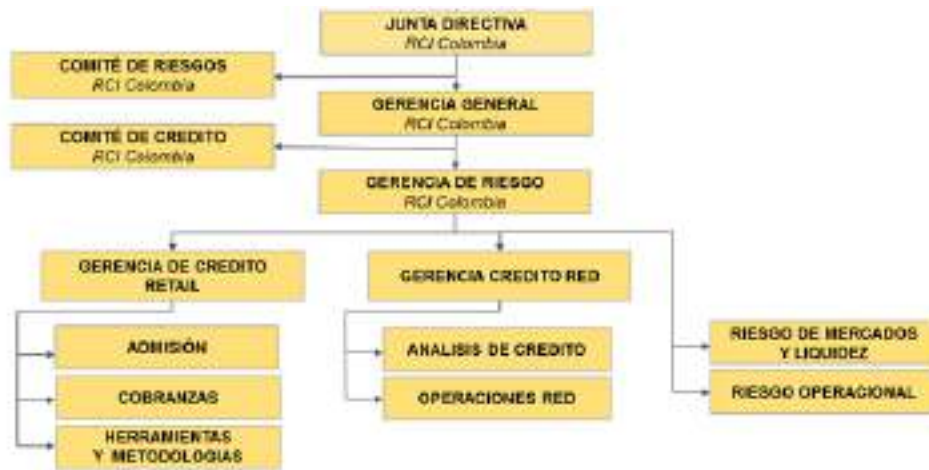 JUNTA DIRECTIVA
RCI Colombia
COMITÉ DE RIESGOS
RCI Colombia
GERENCIA GENERAL
RCI Colombia
COMITÉ DE CREDITO
RCI Colombia
GERENCIA DE RIESGO
RCI Colombia
GERENCIA DE CREDITO
RETAIL
GERENCIA CREDITO RED
ADMISIÓN
COBRANZAS
HERRAMIENTAS
Y METODOLOGIAS
ANALISIS DE CREDITO
OPERACIONES RED
RIESGO DE MERCADOS
Y LIQUIDEZ
RIESGO OPERACIONAL